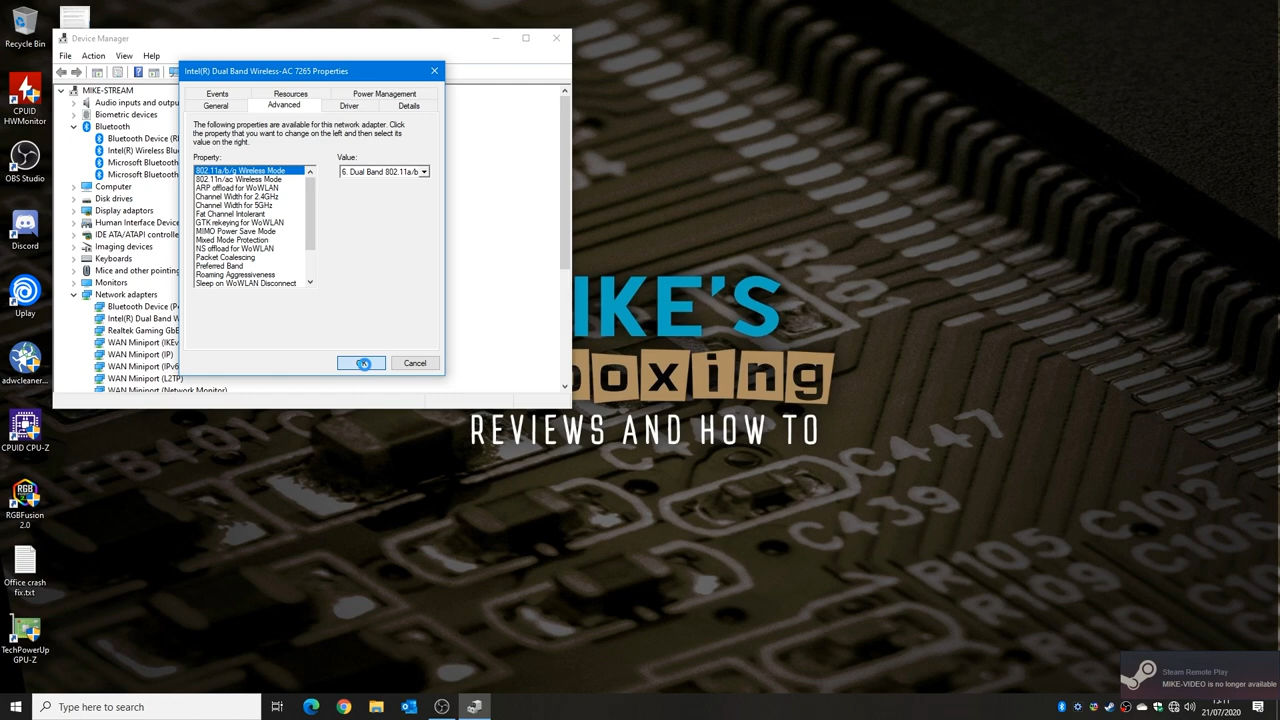 Recycle Bin
CPUID
HWMonitor
OBS Studio
Discord
Uplay
adwcleaner...
CPUID CPU-Z
RGBFusion
2.0
Office crash
fix.txt
TechPowerUp
GPU-Z
Device Manager
File Action View Help
MIKE-STREAM
Audio inputs and outpu
Biometric devices
Bluetooth
Bluetooth Device (RI
Intel(R) Wireless Blu
Microsoft Bluetooth
Microsoft Bluetooth
Computer
Disk drives
Display adaptors
Human Interface Device
IDE ATA/ATAPI controlle
Imaging devices
Keyboards
Mice and other pointing
Monitors
Network adapters
Bluetooth Device (Pe
Intel(R) Dual Band W
Realtek Gaming GbE
WAN Miniport (IKEv
WAN Miniport (IP)
WAN Miniport (IPv6
WAN Miniport (L2TP)
WAN Miniport (Network Monitor)
Intel(R) Dual Band Wireless-AC 7265 Properties
Events Resources Power Management
General Advanced Driver Details
The following properties are available for this network adapter. Click
the property that you want to change on the left and then select its
value on the right.
Property: Value:
802.11a/b/g Wireless Mode
6. Dual Band 802.11a/b
802.11n/ac Wireless Mode
ARP offload for WoWLAN
Channel Width for 2.4GHz
Channel Width for 5GHz
Fat Channel Intolerant
GTK rekeying for WoWLAN
MIMO Power Save Mode
Mixed Mode Protection
NS offload for WoWLAN
Packet Coalescing
Preferred Band
Roaming Aggressiveness
Sleep on WoWLAN Disconnect
Cancel
IKE'S
boxing
REVIEWS AND HOW TO
C447
C439
C102
C100
R105
R109
Steam Remote Play
MIKE-VIDEO is no longer available
Type here to search
15:11
21/07/2020